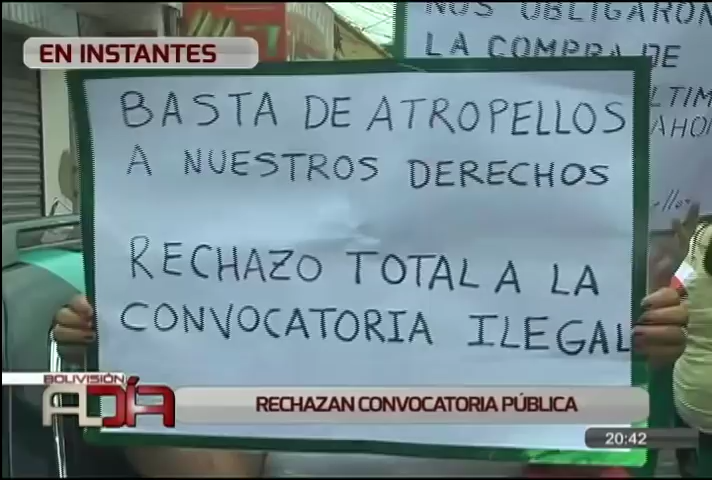 EN INSTANTES
NOS OBLIGARON
LA COMPRA DE
BASTA DE ATROPELLOS
A NUESTROS DERECHOS
RECHAZO TOTAL A LA
CONVOCATORIA ILEGAL
BOLIVISIÓN
AL DÍA
RECHAZAN CONVOCATORIA PÚBLICA
20:42